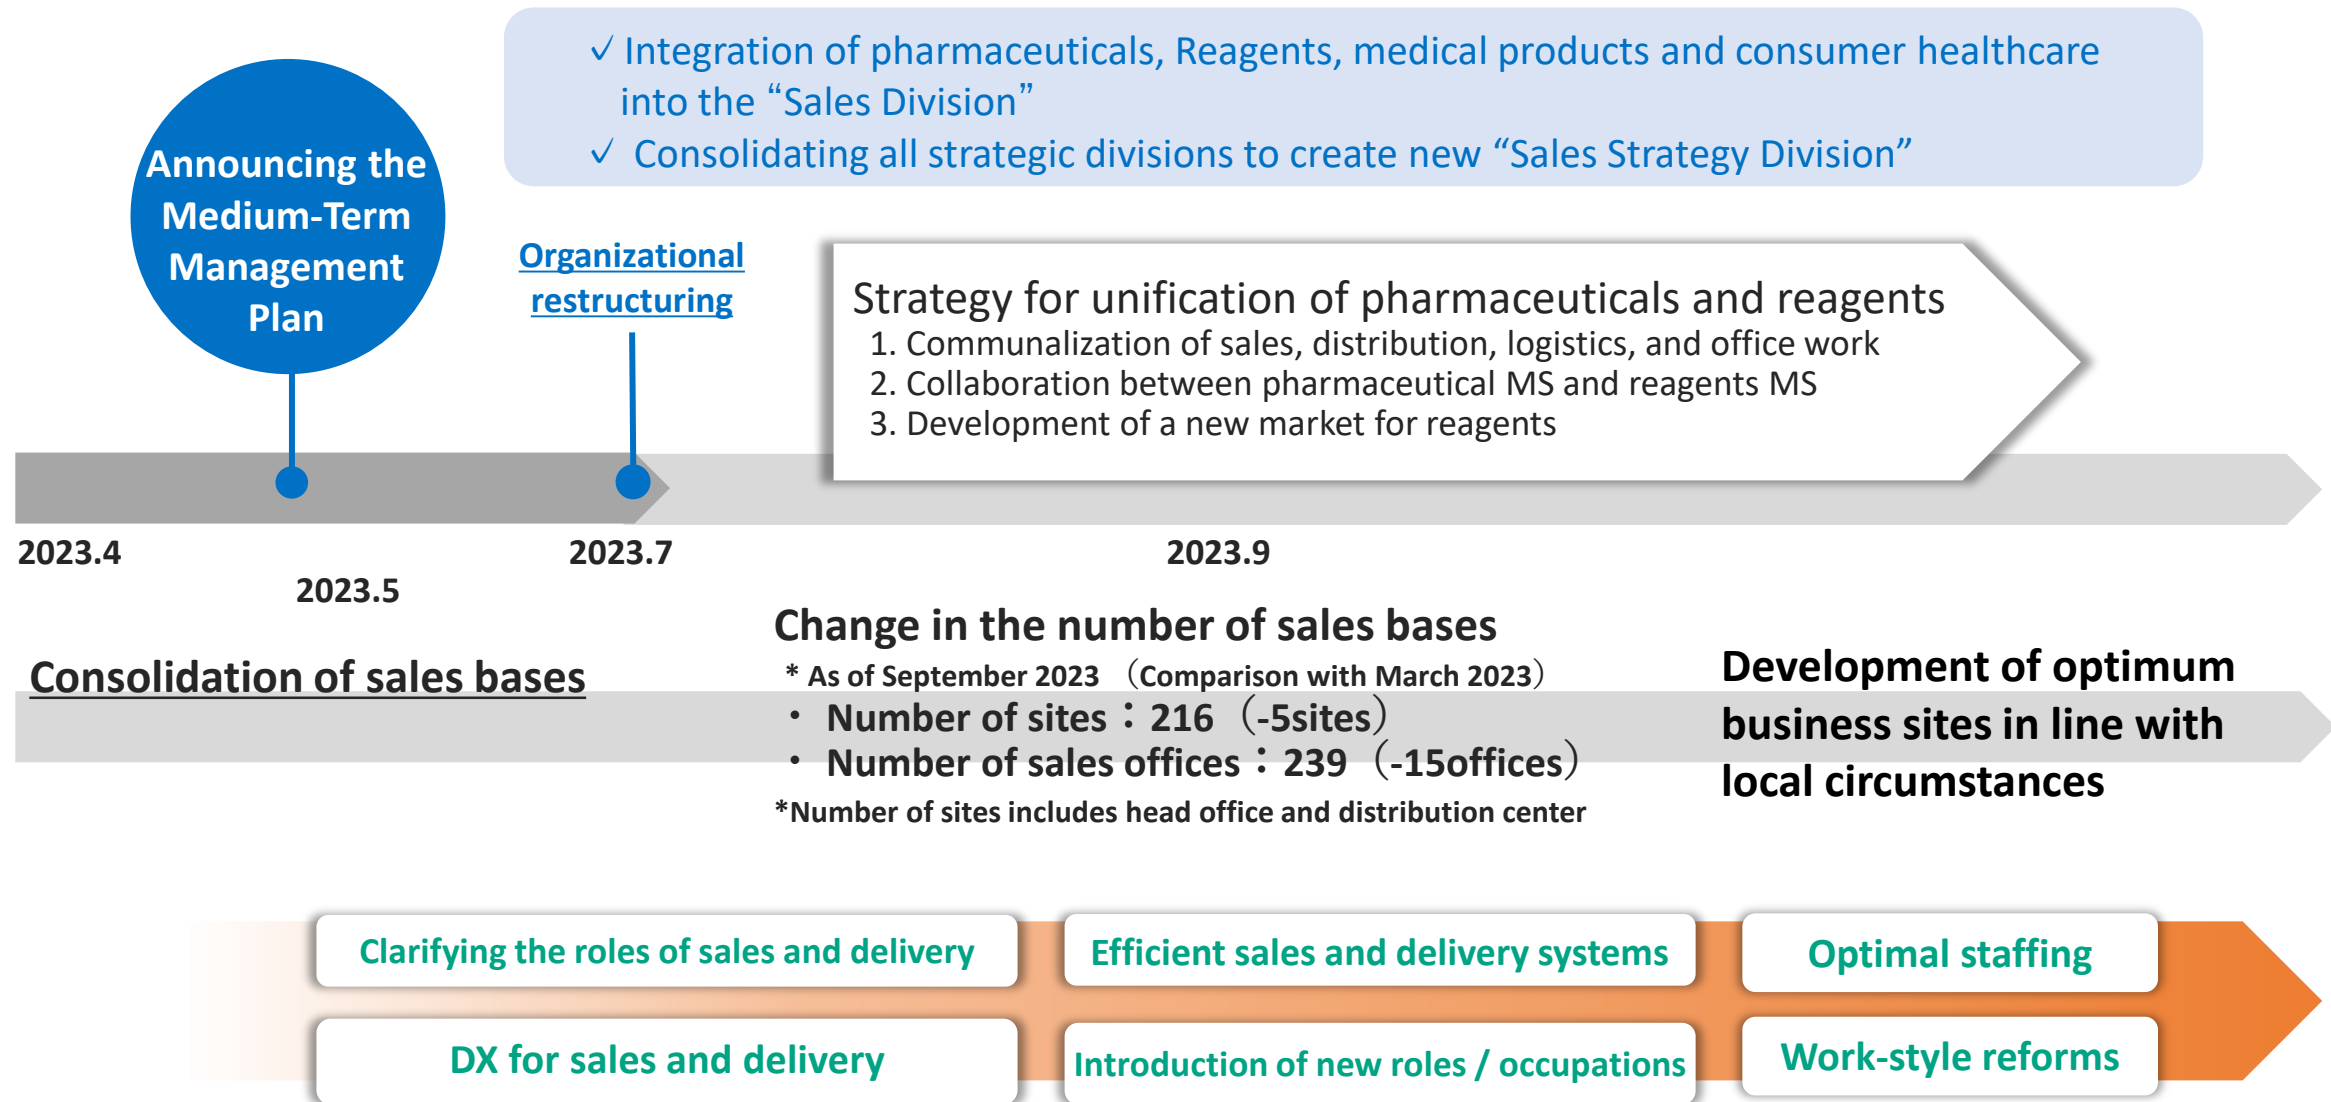 ✓ Integration of pharmaceuticals, Reagents, medical products and consumer healthcare
into the “Sales Division”
✓ Consolidating all strategic divisions to create new “Sales Strategy Division”
Announcing the
Medium-Term
Management
Plan
Organizational
restructuring
Strategy for unification of pharmaceuticals and reagents
1. Communalization of sales, distribution, logistics, and office work
2. Collaboration between pharmaceutical MS and reagents MS
3. Development of a new market for reagents
2023.4
2023.5
2023.7
2023.9
Consolidation of sales bases
Change in the number of sales bases
* As of September 2023 （Comparison with March 2023）
・ Number of sites：216 （-5sites）
・ Number of sales offices：239 （-15offices）
*Number of sites includes head office and distribution center
Development of optimum
business sites in line with
local circumstances
Clarifying the roles of sales and delivery
Efficient sales and delivery systems
Optimal staffing
DX for sales and delivery
Introduction of new roles / occupations
Work-style reforms